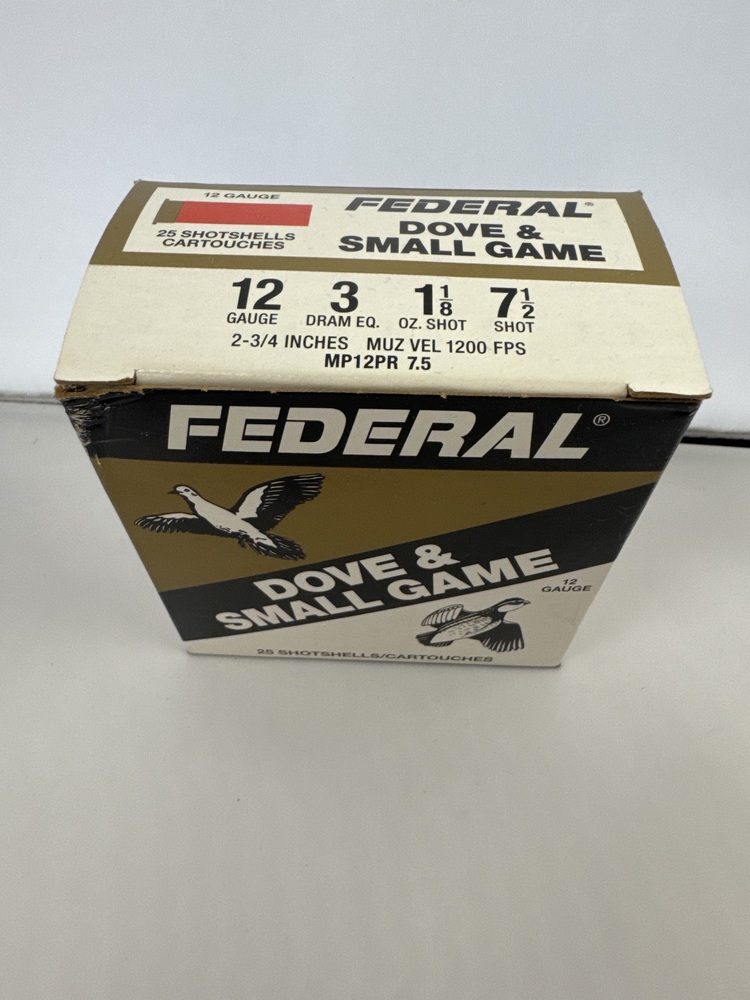 12 GAUGE
25 SHOTSHELLS
CARTOUCHES
FEDERAL®
DOVE &
SMALL GAME
12 3 1 1/8 7 1/2
GAUGE DRAM EQ. OZ. SHOT SHOT
2-3/4 INCHES MUZ VEL 1200 FPS
MP12PR 7.5
FEDERAL®
DOVE &
SMALL GAME
12
GAUGE
25 SHOTSHELLS/CARTOUCHES